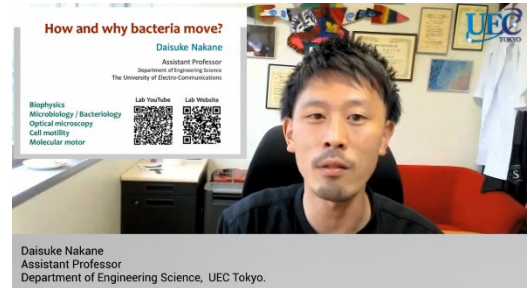 How and why bacteria move?
Daisuke Nakane
Assistant Professor
Department of Engineering Science
The University of Electro-Communications
Biophysics
Microbiology / Bacteriology
Optical microscopy
Cell motility
Molecular motor
Lab YouTube
Lab Website
UEC
TOKYO
Daisuke Nakane
Assistant Professor
Department of Engineering Science, UEC Tokyo.